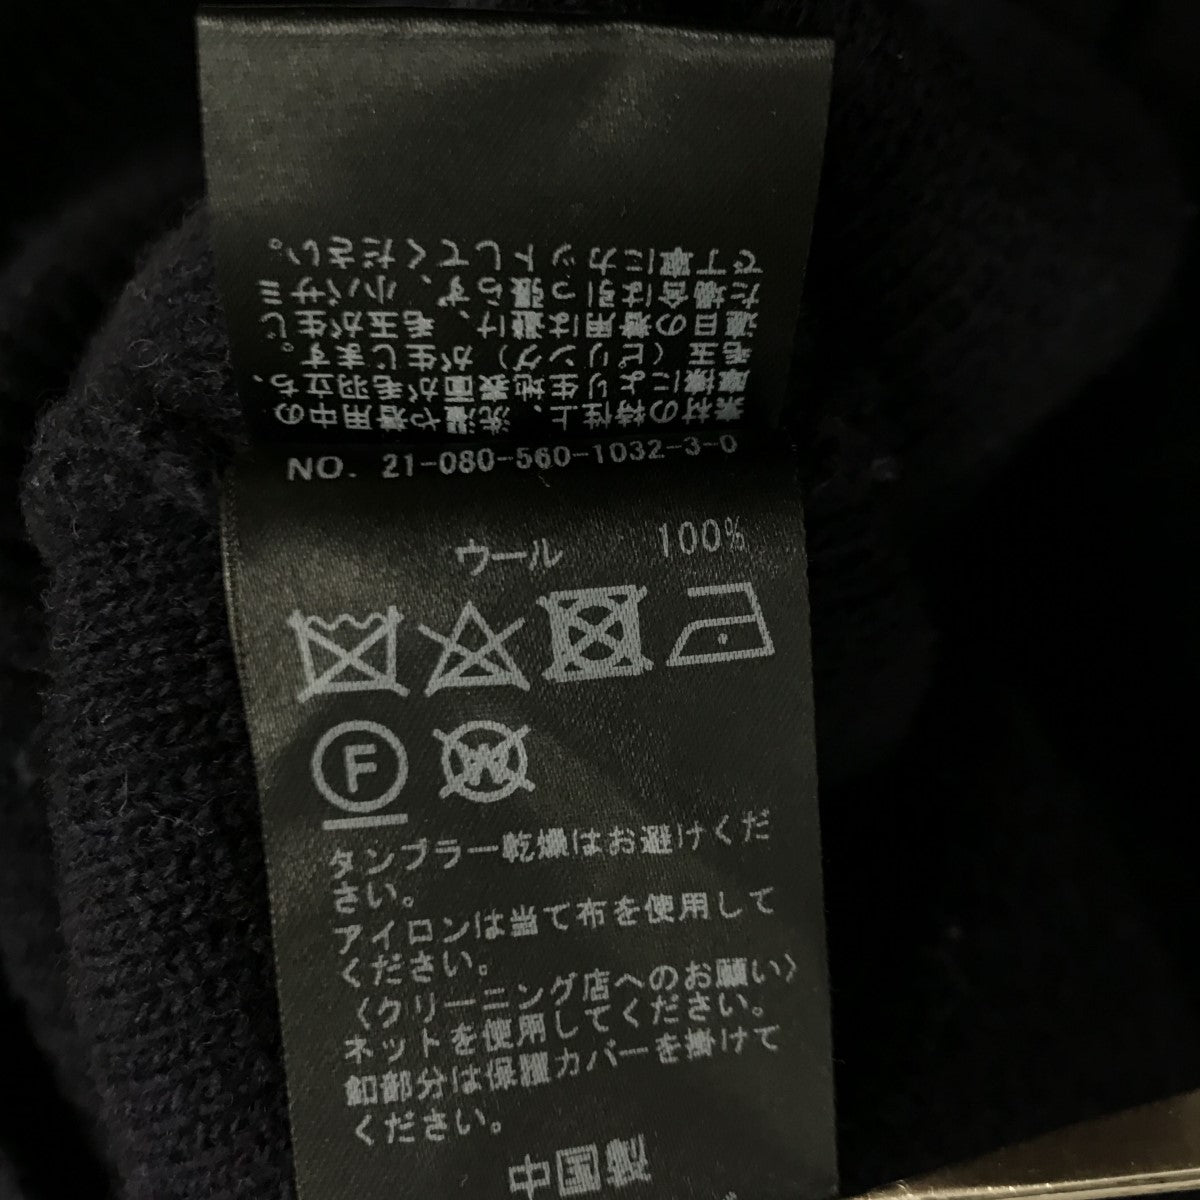 素材の特性上、洗濯や着用中の
摩擦により生地表面が毛羽立ち、
毛玉(ピリング)が生じます。
連日の着用は避け、毛玉が生じ
た場合は引っ張らず、小バサミ
で丁寧にカットしてください。
NO. 21-080-560-1032-3-0
ウール 100%
F
W
タンブラー乾燥はお避けくだ
さい。
アイロンは当て布を使用して
ください。
〈クリーニング店へのお願い〉
ネットを使用してください。
釦部分は保護カバーを掛けて
ください。
中国製